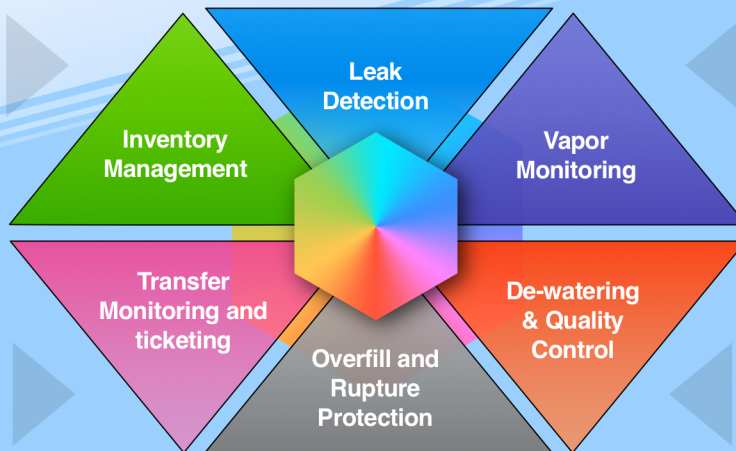 Leak
Detection
Inventory
Management
Vapor
Monitoring
Transfer
Monitoring and
ticketing
De-watering
& Quality
Control
Overfill and
Rupture
Protection